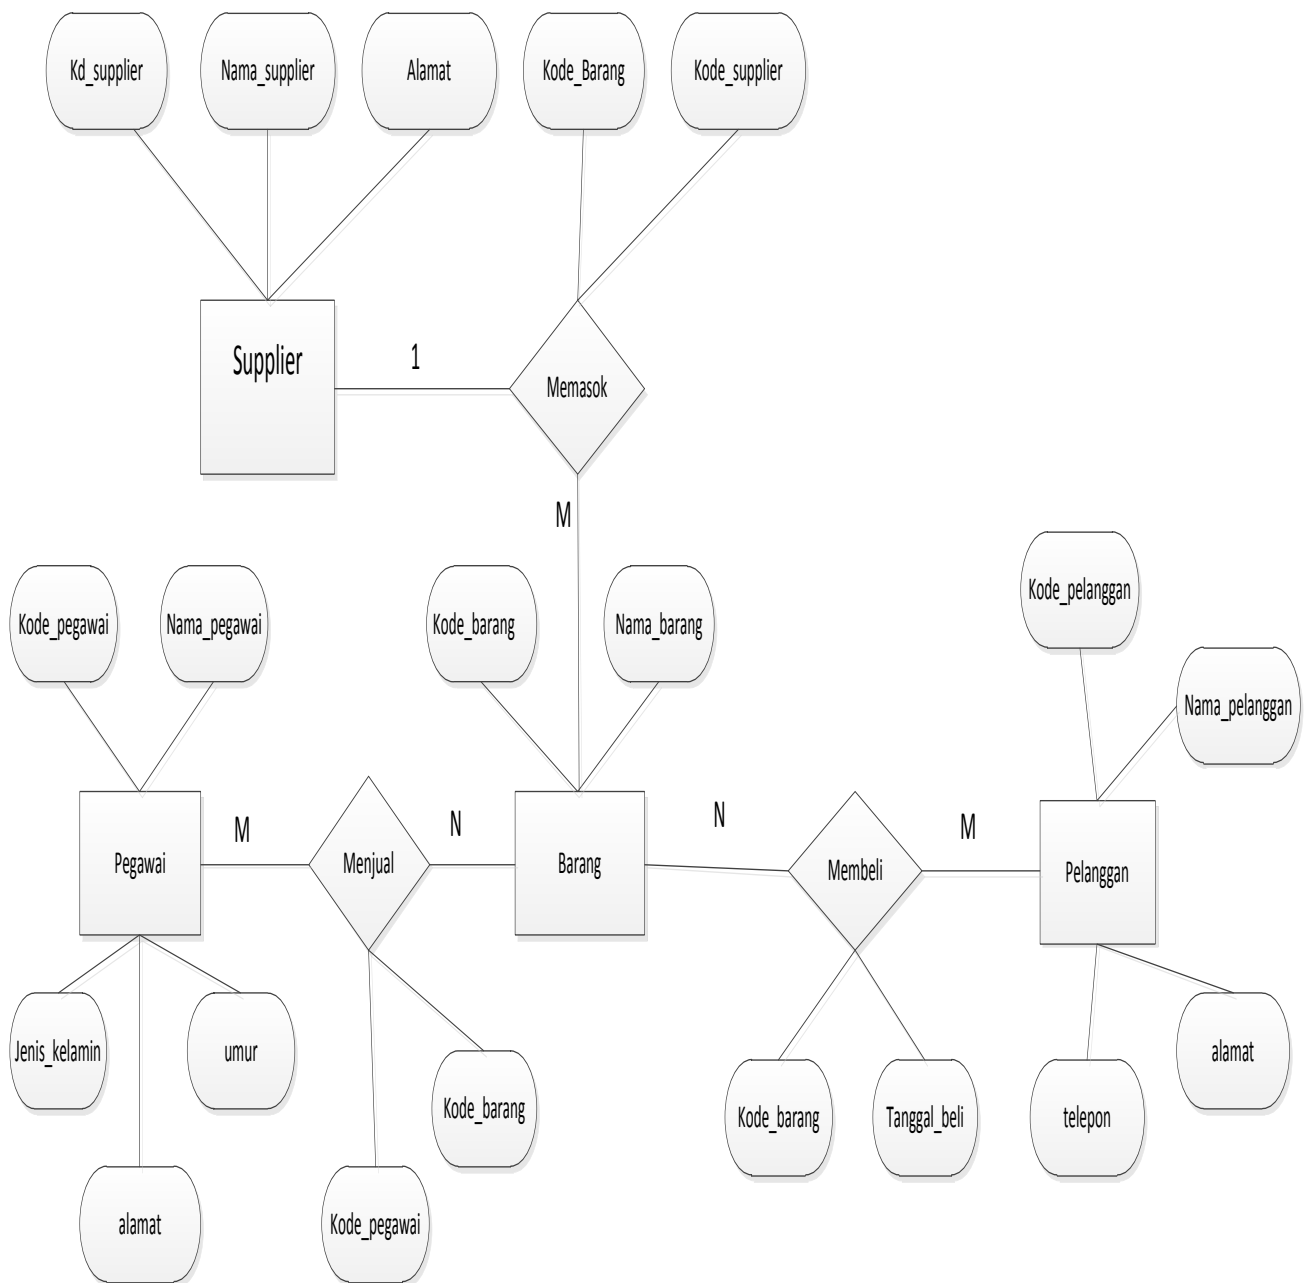 Kd_supplier
Nama_supplier
Alamat
Kode_Barang
Kode_supplier
Supplier
1
Memasok
M
Kode_pegawai
Nama_pegawai
Kode_barang
Nama_barang
Kode_pelanggan
Nama_pelanggan
Pegawai
M
Menjual
N
Barang
N
Membeli
M
Pelanggan
Jenis_kelamin
umur
alamat
Kode_pegawai
Kode_barang
Kode_barang
Tanggal_beli
telepon
alamat